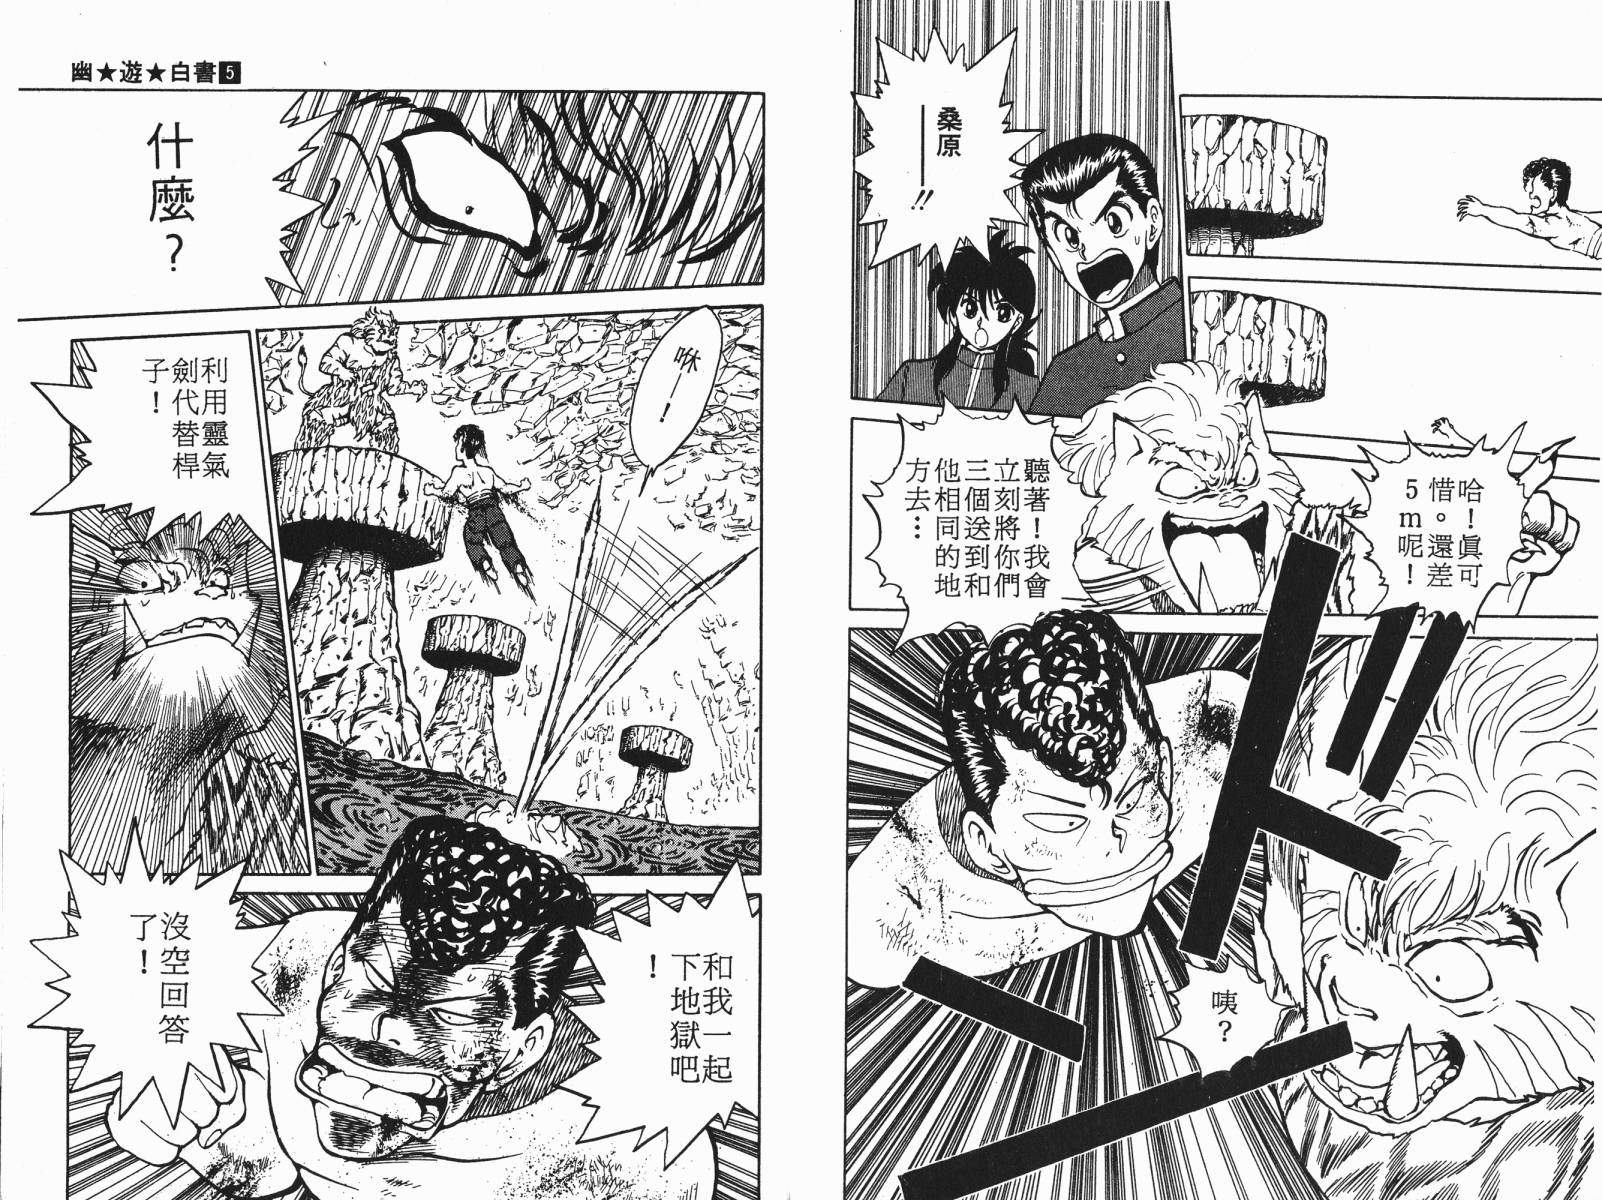 桑原
——!!
哈！真可
惜。還差
5m呢！
聽著！我會
立刻將你們
三個送到和
他相同的地
方去…
ドン
咦？
幽★遊★白書5
什麼？
咻—！
利用靈氣
劍代替桿
子！
和我一起
下地獄吧
！
沒空回答
了！